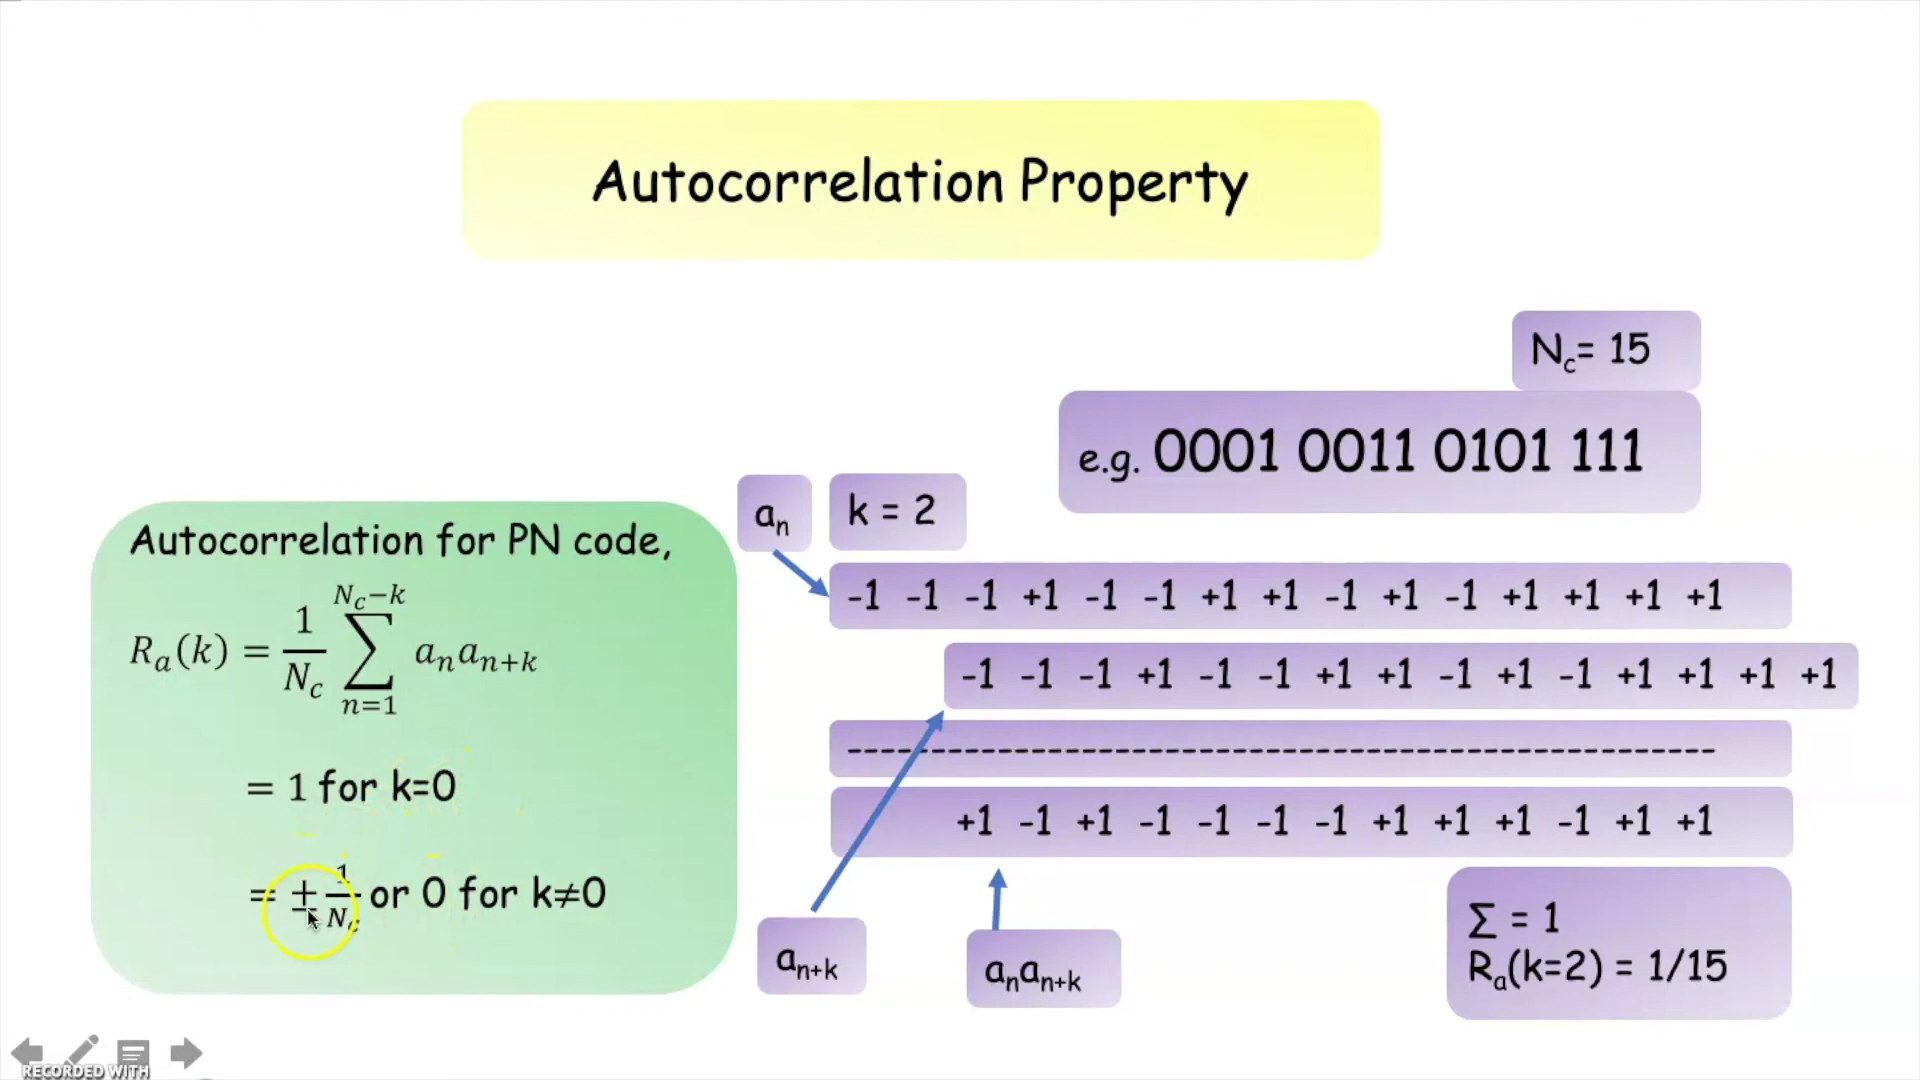 Autocorrelation Property
N_c= 15
e.g. 0001 0011 0101 111
a_n
k = 2
Autocorrelation for PN code,
R_a(k) = 1/N_c ∑_{n=1}^{N_c−k} a_n a_{n+k}
= 1 for k=0
= ± 1/N_c or 0 for k≠0
-1 -1 -1 +1 -1 -1 +1 +1 -1 +1 -1 +1 +1 +1 +1
-1 -1 -1 +1 -1 -1 +1 +1 -1 +1 -1 +1 +1 +1 +1
---------------------------------------------------------
+1 -1 +1 -1 -1 -1 -1 +1 +1 +1 -1 +1 +1
a_{n+k}
a_n a_{n+k}
∑ = 1
R_a(k=2) = 1/15
RECORDED WITH